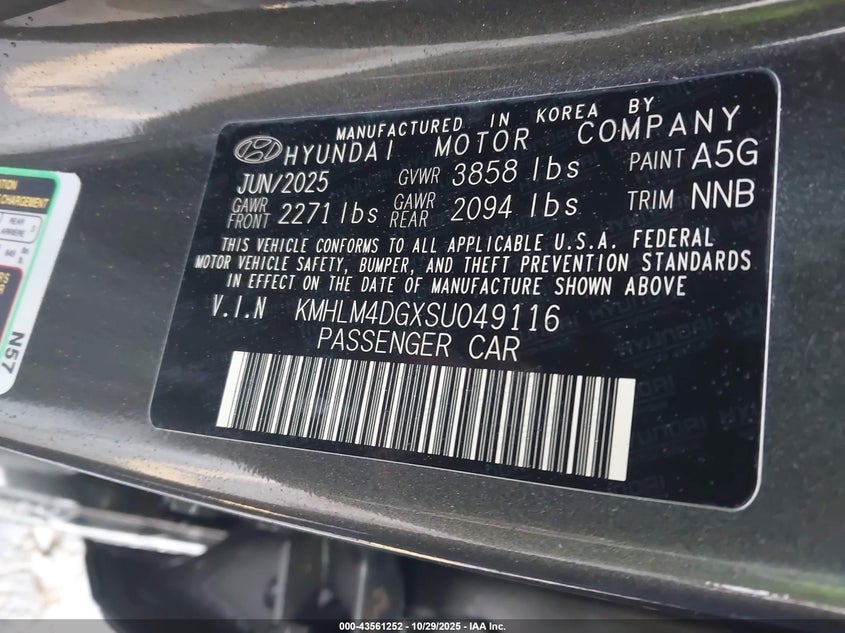 MANUFACTURED IN KOREA BY
HYUNDAI MOTOR COMPANY
JUN/2025 GVWR 3858 lbs PAINT A5G
GAWR FRONT 2271 lbs GAWR REAR 2094 lbs TRIM NNB
THIS VEHICLE CONFORMS TO ALL APPLICABLE U.S.A. FEDERAL
MOTOR VEHICLE SAFETY, BUMPER, AND THEFT PREVENTION STANDARDS
IN EFFECT ON THE DATE OF MANUFACTURE SHOWN ABOVE
V.I.N KMHLM4DGXSU049116
PASSENGER CAR
REAR
ARRIERE
N57
000-43561252 - 10/29/2025 - IAA Inc.